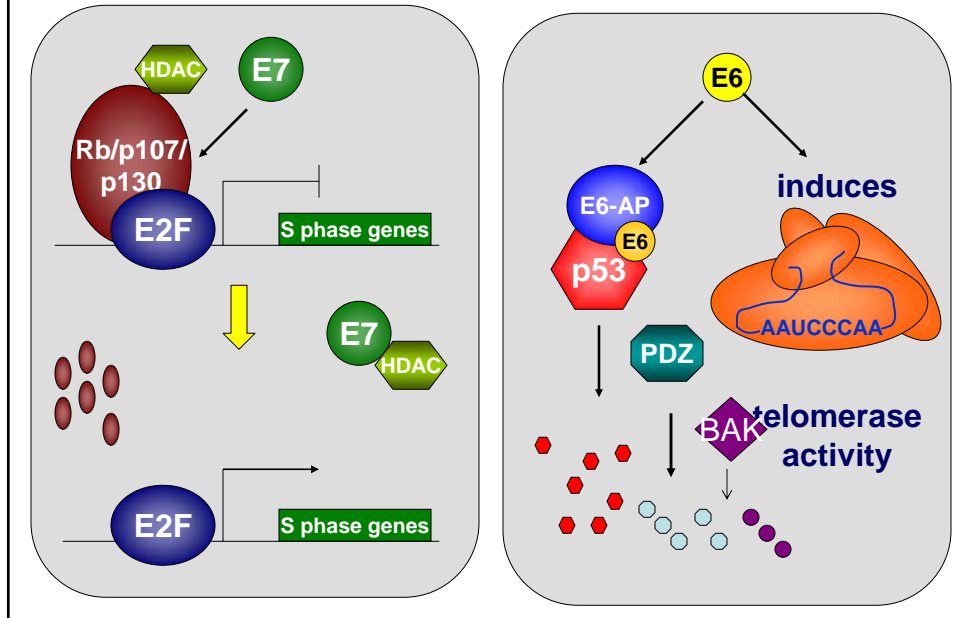 HDAC
E7
Rb/p107/
p130
E2F
S phase genes
E7
HDAC
E2F
S phase genes
E6
E6-AP
E6
p53
induces
AAUCCCAA
PDZ
BAK
telomerase
activity